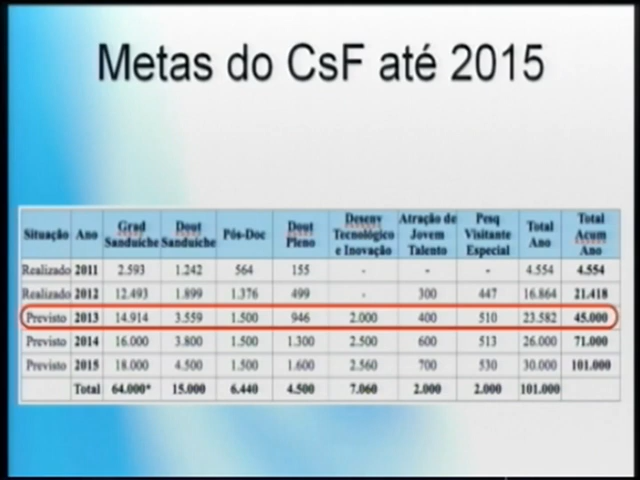 Metas do CsF até 2015
Situação Ano Grad Sanduíche Dout Sanduíche Pós-Doc Dout Pleno Desenv Tecnológico e Inovação Atração de Jovem Talento Pesq Visitante Especial Total Ano Total Acum Ano
Realizado 2011 2.593 1.242 564 155 - - - 4.554 4.554
Realizado 2012 12.493 1.899 1.376 499 - 300 447 16.864 21.418
Previsto 2013 14.914 3.559 1.500 946 2.000 400 510 23.582 45.000
Previsto 2014 16.000 3.800 1.500 1.300 2.500 600 513 26.000 71.000
Previsto 2015 18.000 4.500 1.500 1.600 2.560 700 530 30.000 101.000
Total 64.000* 15.000 6.440 4.500 7.060 2.000 2.000 101.000